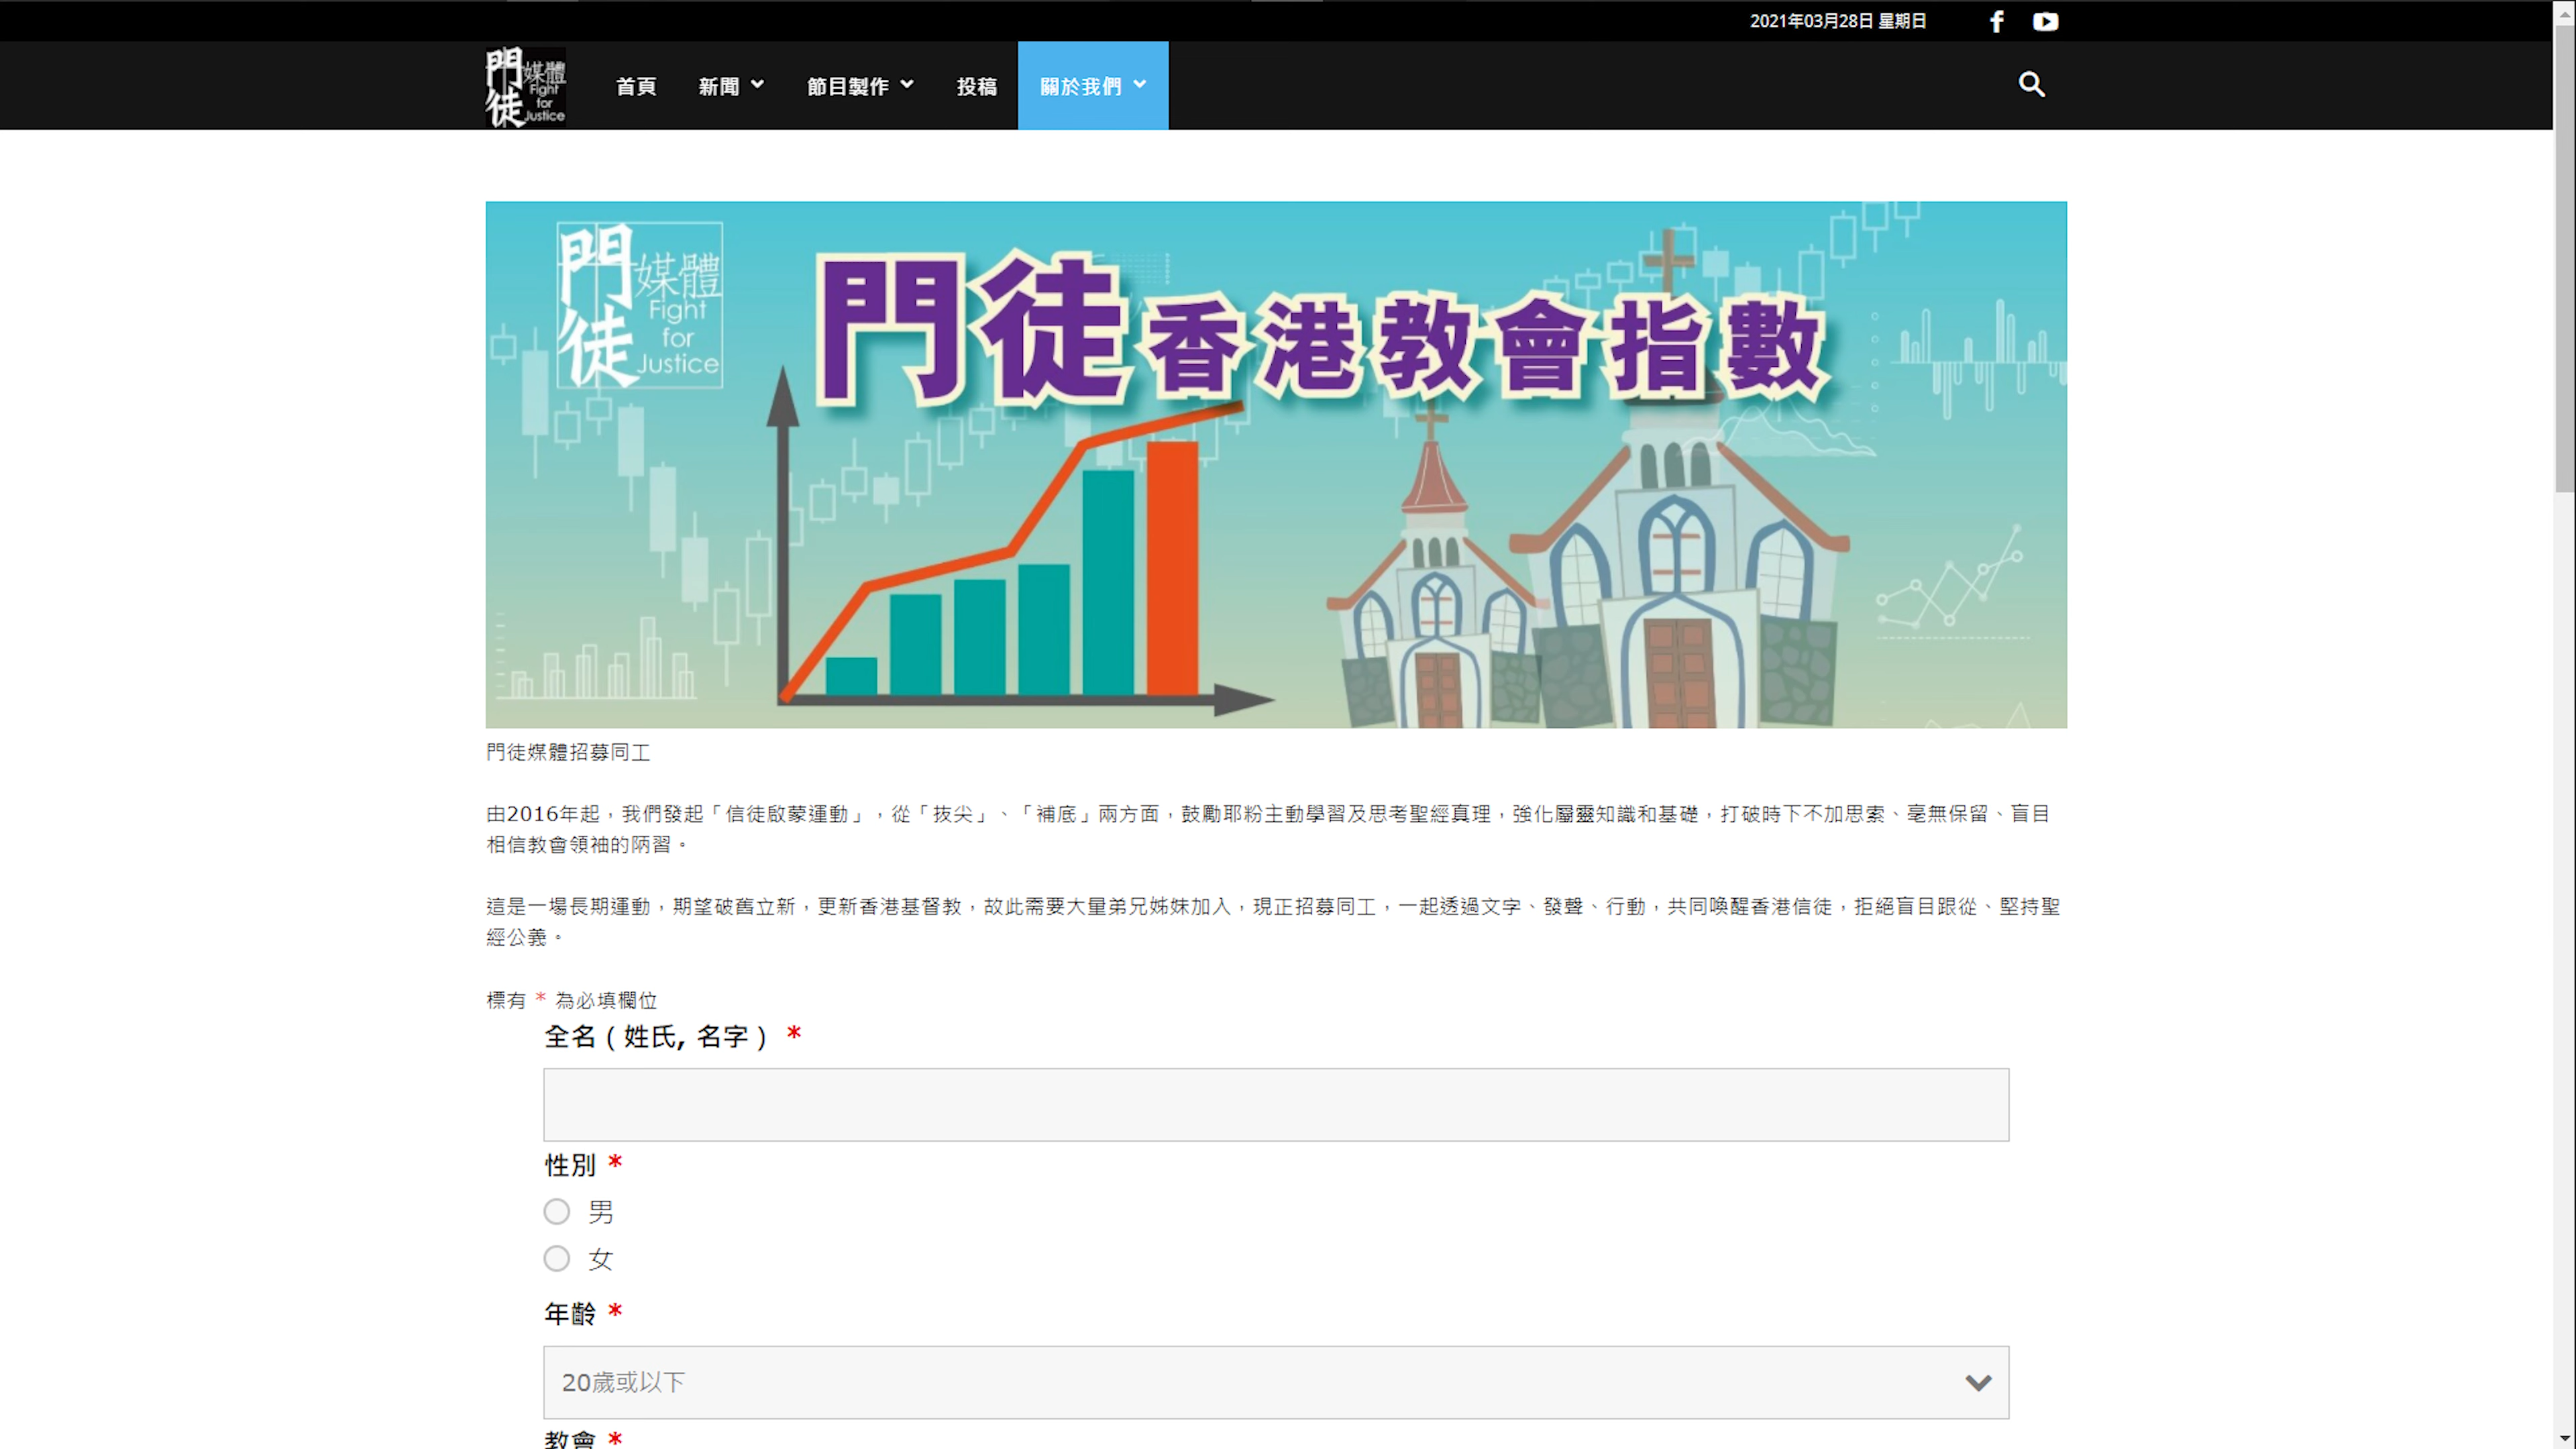 2021年03月28日 星期日
門徒 媒體 Fight for Justice
首頁 新聞 節目製作 投稿 關於我們
門徒 媒體 Fight for Justice
門徒香港教會指數
門徒媒體招募同工
由2016年起，我們發起「信徒啟蒙運動」，從「拔尖」、「補底」兩方面，鼓勵耶粉主動學習及思考聖經真理，強化屬靈知識和基礎，打破時下不加思索、毫無保留、盲目
相信教會領袖的陋習。
這是一場長期運動，期望破舊立新，更新香港基督教，故此需要大量弟兄姊妹加入，現正招募同工，一起透過文字、發聲、行動，共同喚醒香港信徒，拒絕盲目跟從、堅持聖
經公義。
標有 * 為必填欄位
全名 ( 姓氏, 名字 ) *
性別 *
男
女
年齡 *
20歲或以下
教會 *